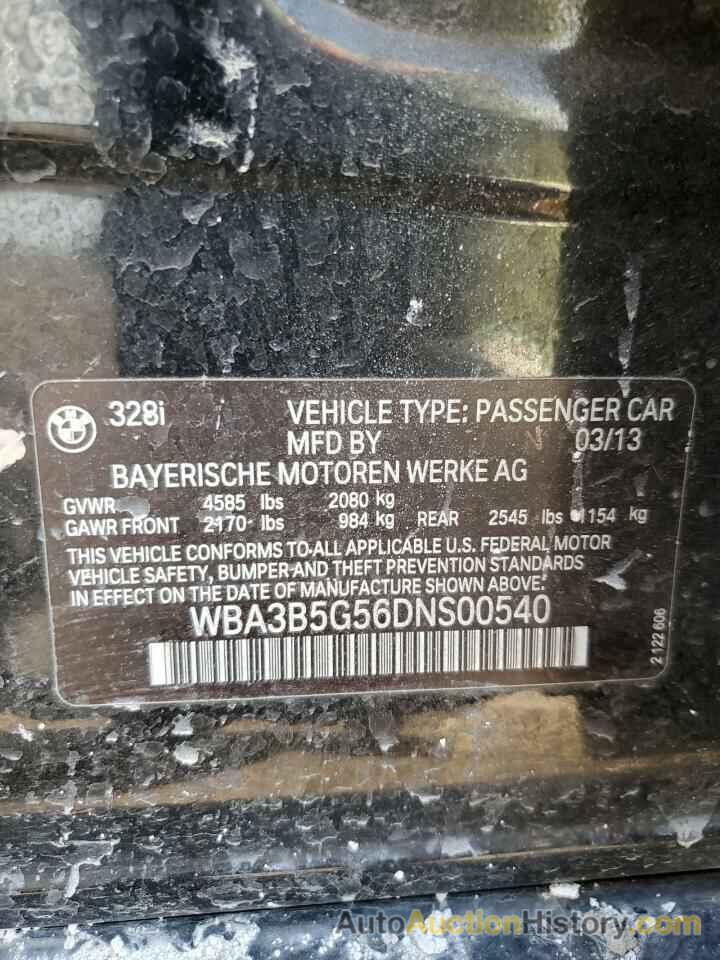 BMW 328i VEHICLE TYPE: PASSENGER CAR
MFD BY 03/13
BAYERISCHE MOTOREN WERKE AG
GVWR 4585 lbs 2080 kg
GAWR FRONT 2170 lbs 984 kg REAR 2545 lbs 1154 kg
THIS VEHICLE CONFORMS TO ALL APPLICABLE U.S. FEDERAL MOTOR
VEHICLE SAFETY, BUMPER AND THEFT PREVENTION STANDARDS
IN EFFECT ON THE DATE OF MANUFACTURE SHOWN ABOVE.
WBA3B5G56DNS00540
2 122 606
AutoAuctionHistory.com